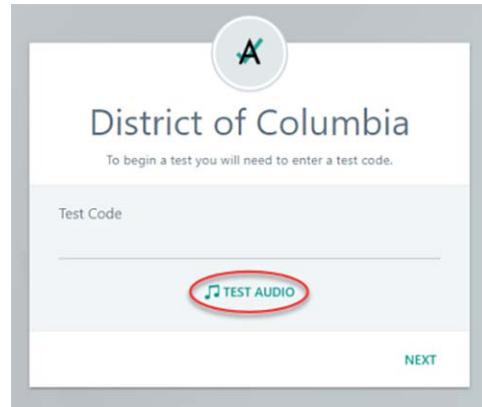 District of Columbia
To begin a test you will need to enter a test code.
Test Code
TEST AUDIO
NEXT